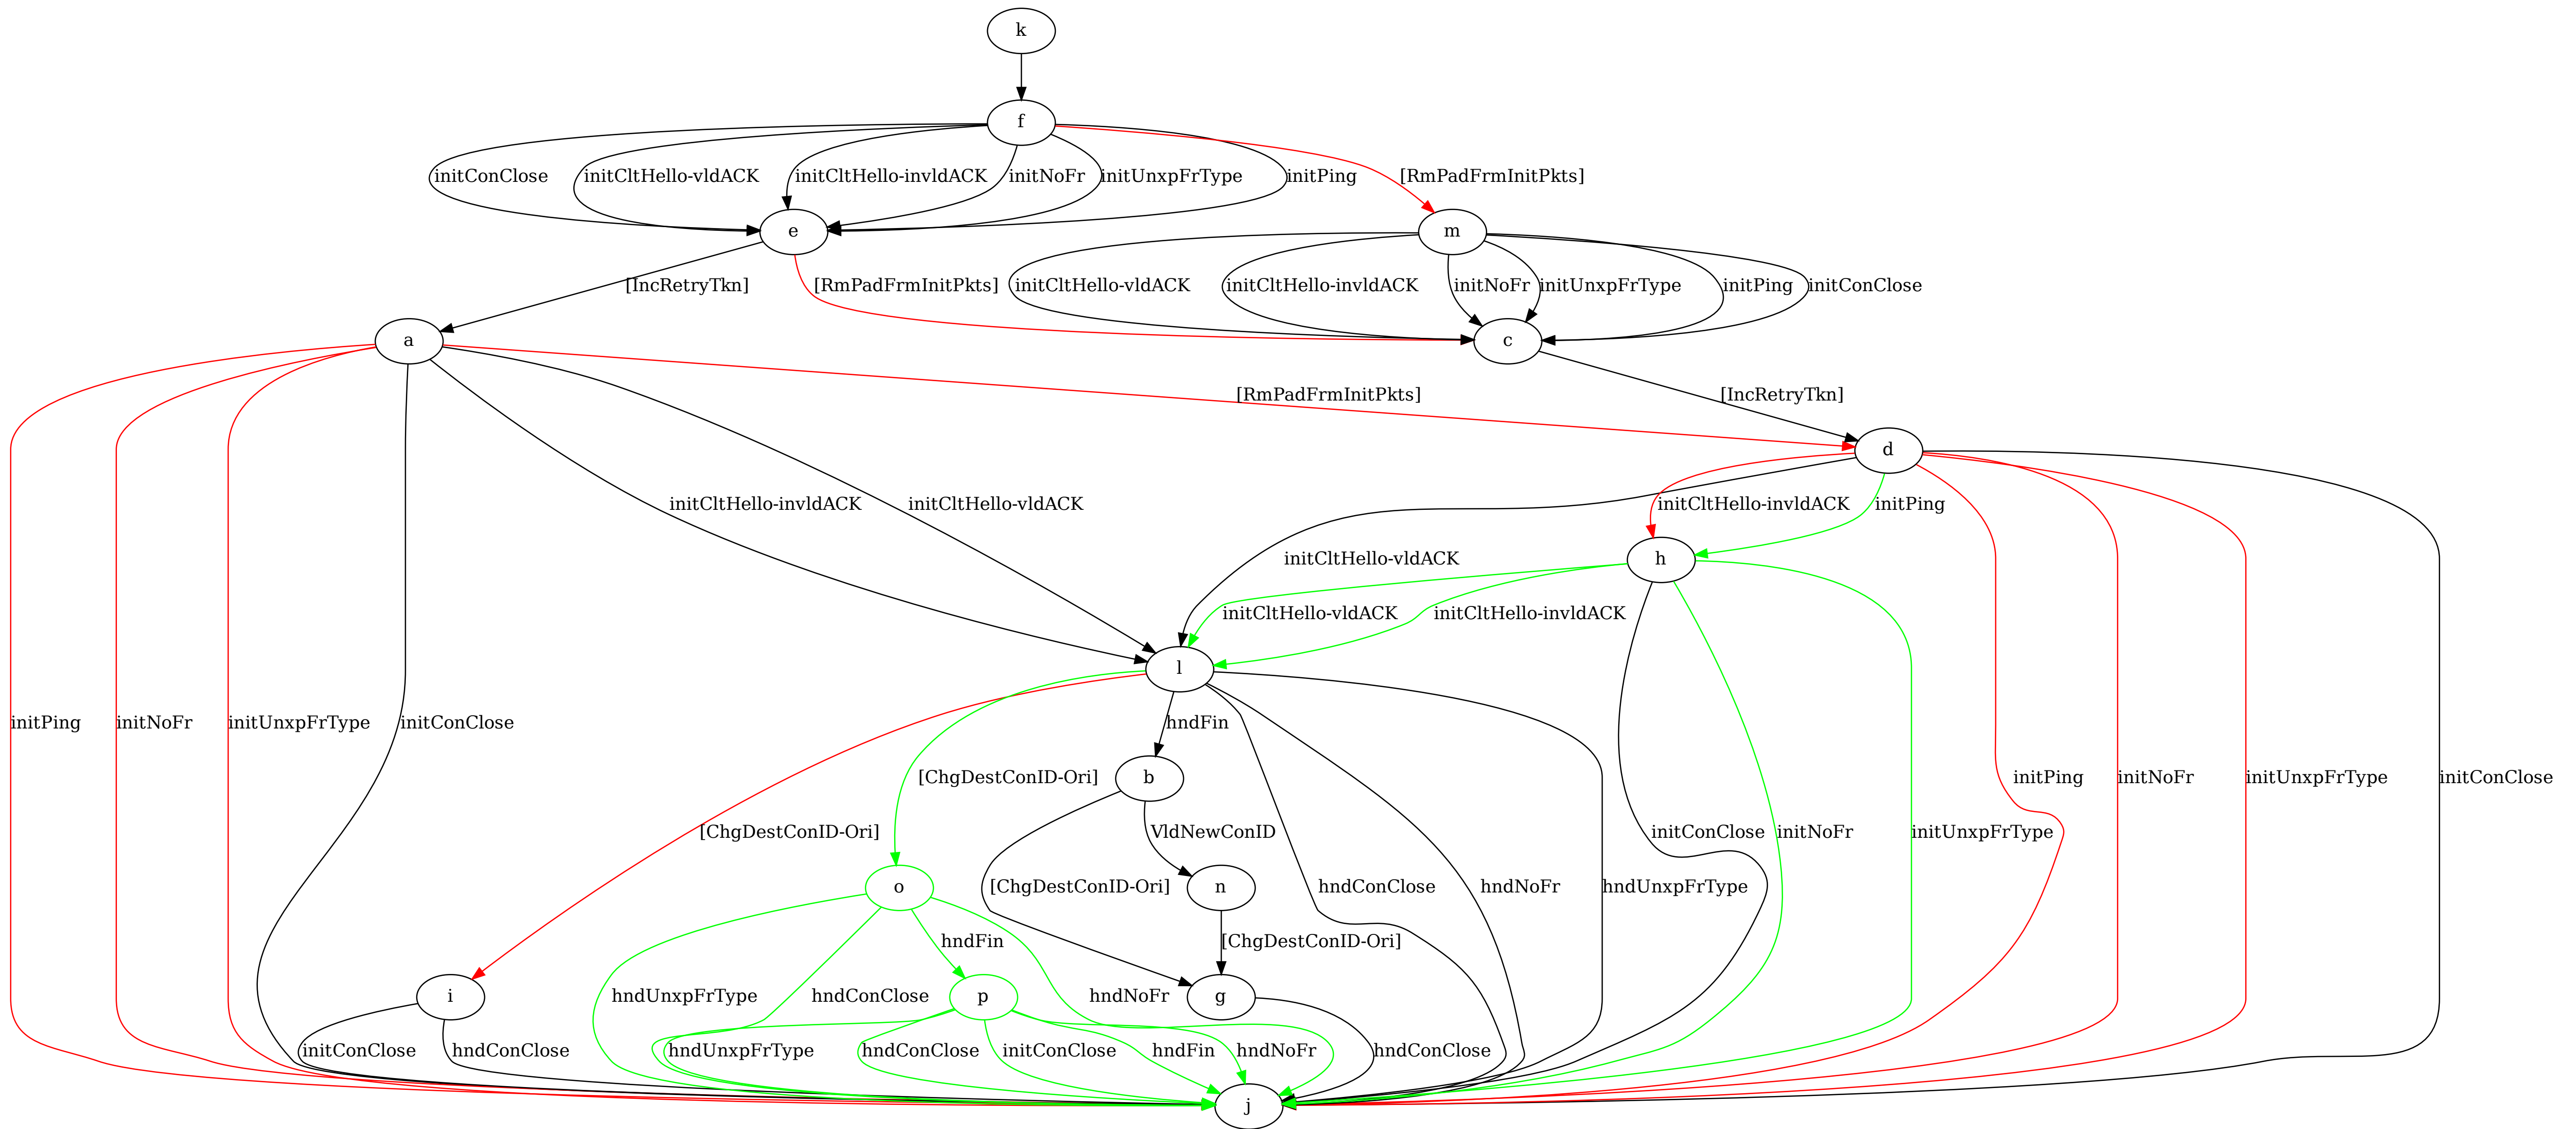 k
f
initConClose
initCltHello-vldACK
initCltHello-invldACK
initNoFr
initUnxpFrType
initPing
[RmPadFrmInitPkts]
e
m
[IncRetryTkn]
[RmPadFrmInitPkts]
initCltHello-vldACK
initCltHello-invldACK
initNoFr
initUnxpFrType
initPing
initConClose
a
c
[RmPadFrmInitPkts]
[IncRetryTkn]
d
initCltHello-invldACK
initCltHello-vldACK
initCltHello-invldACK
initPing
initCltHello-vldACK
h
initCltHello-vldACK
initCltHello-invldACK
l
initPing
initNoFr
initUnxpFrType
initConClose
hndFin
[ChgDestConID-Ori]
b
initPing
initNoFr
initUnxpFrType
initConClose
[ChgDestConID-Ori]
VldNewConID
initConClose
initNoFr
initUnxpFrType
o
[ChgDestConID-Ori]
n
hndConClose
hndNoFr
hndUnxpFrType
hndFin
[ChgDestConID-Ori]
i
hndUnxpFrType
hndConClose
p
hndNoFr
g
initConClose
hndConClose
hndUnxpFrType
hndConClose
initConClose
hndFin
hndNoFr
hndConClose
j